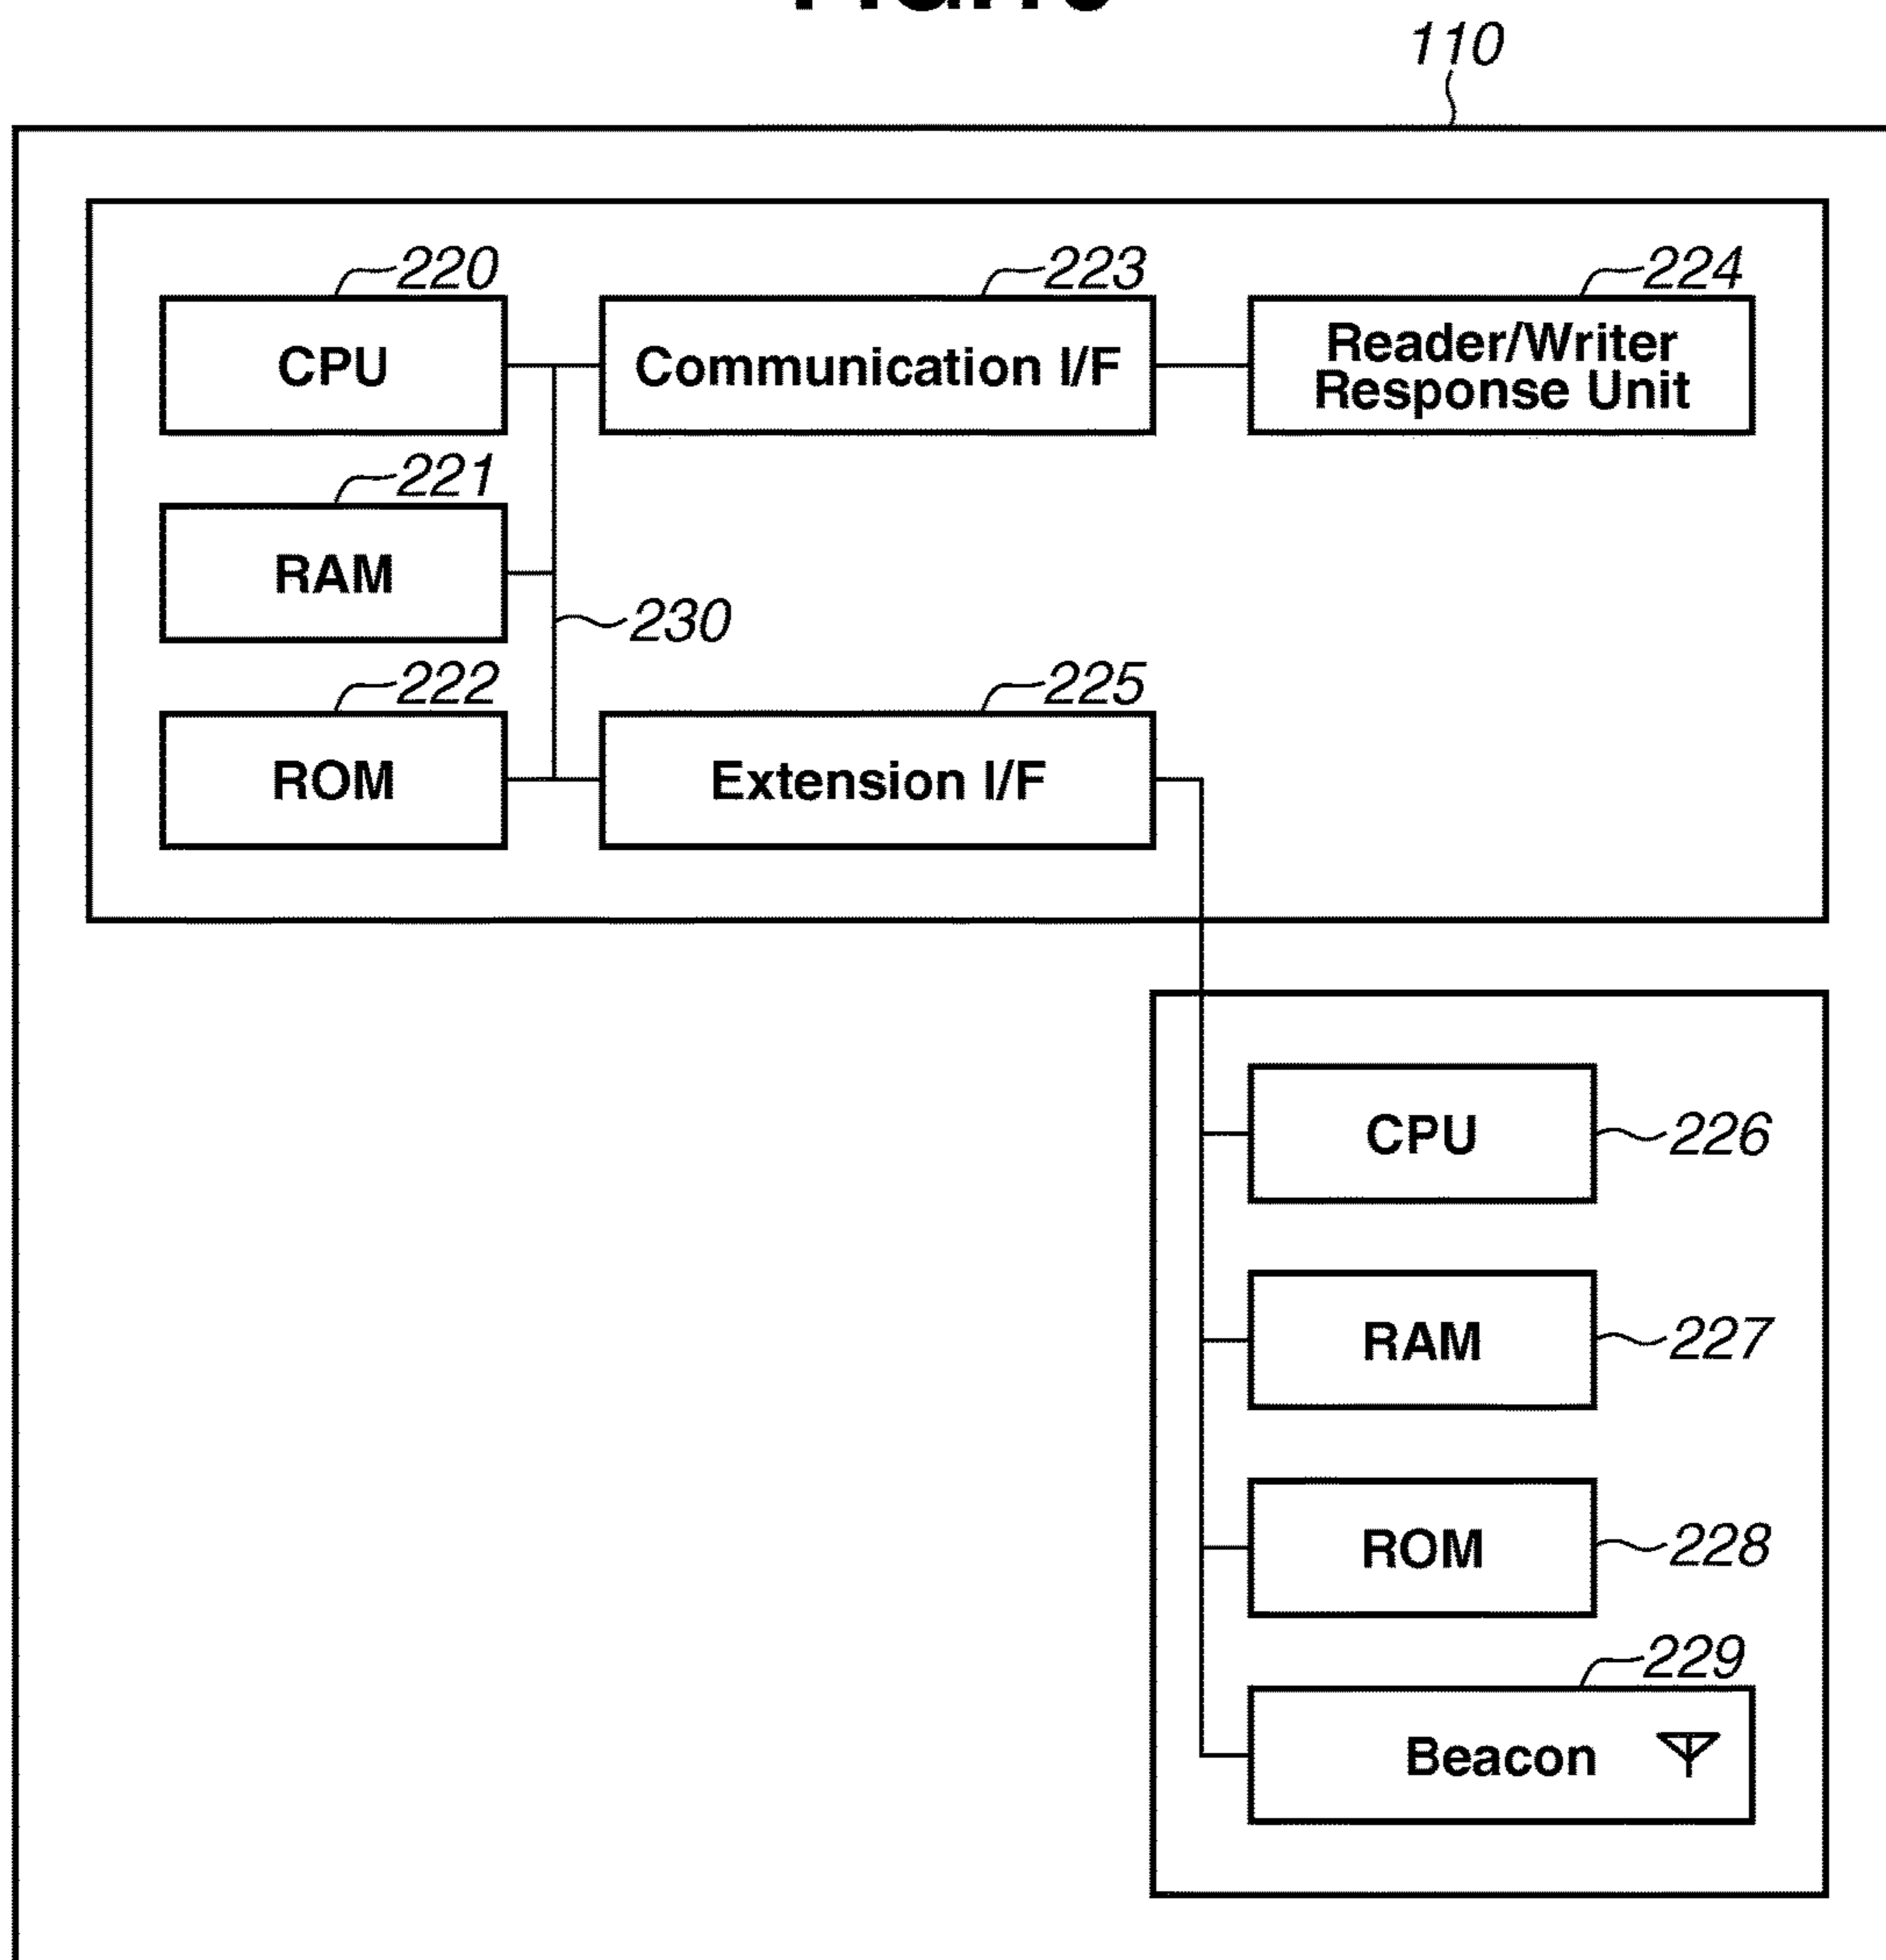 110
220
223
224
CPU
Communication I/F
Reader/Writer
Response Unit
221
RAM
230
222
225
ROM
Extension I/F
CPU
226
RAM
227
ROM
228
229
Beacon